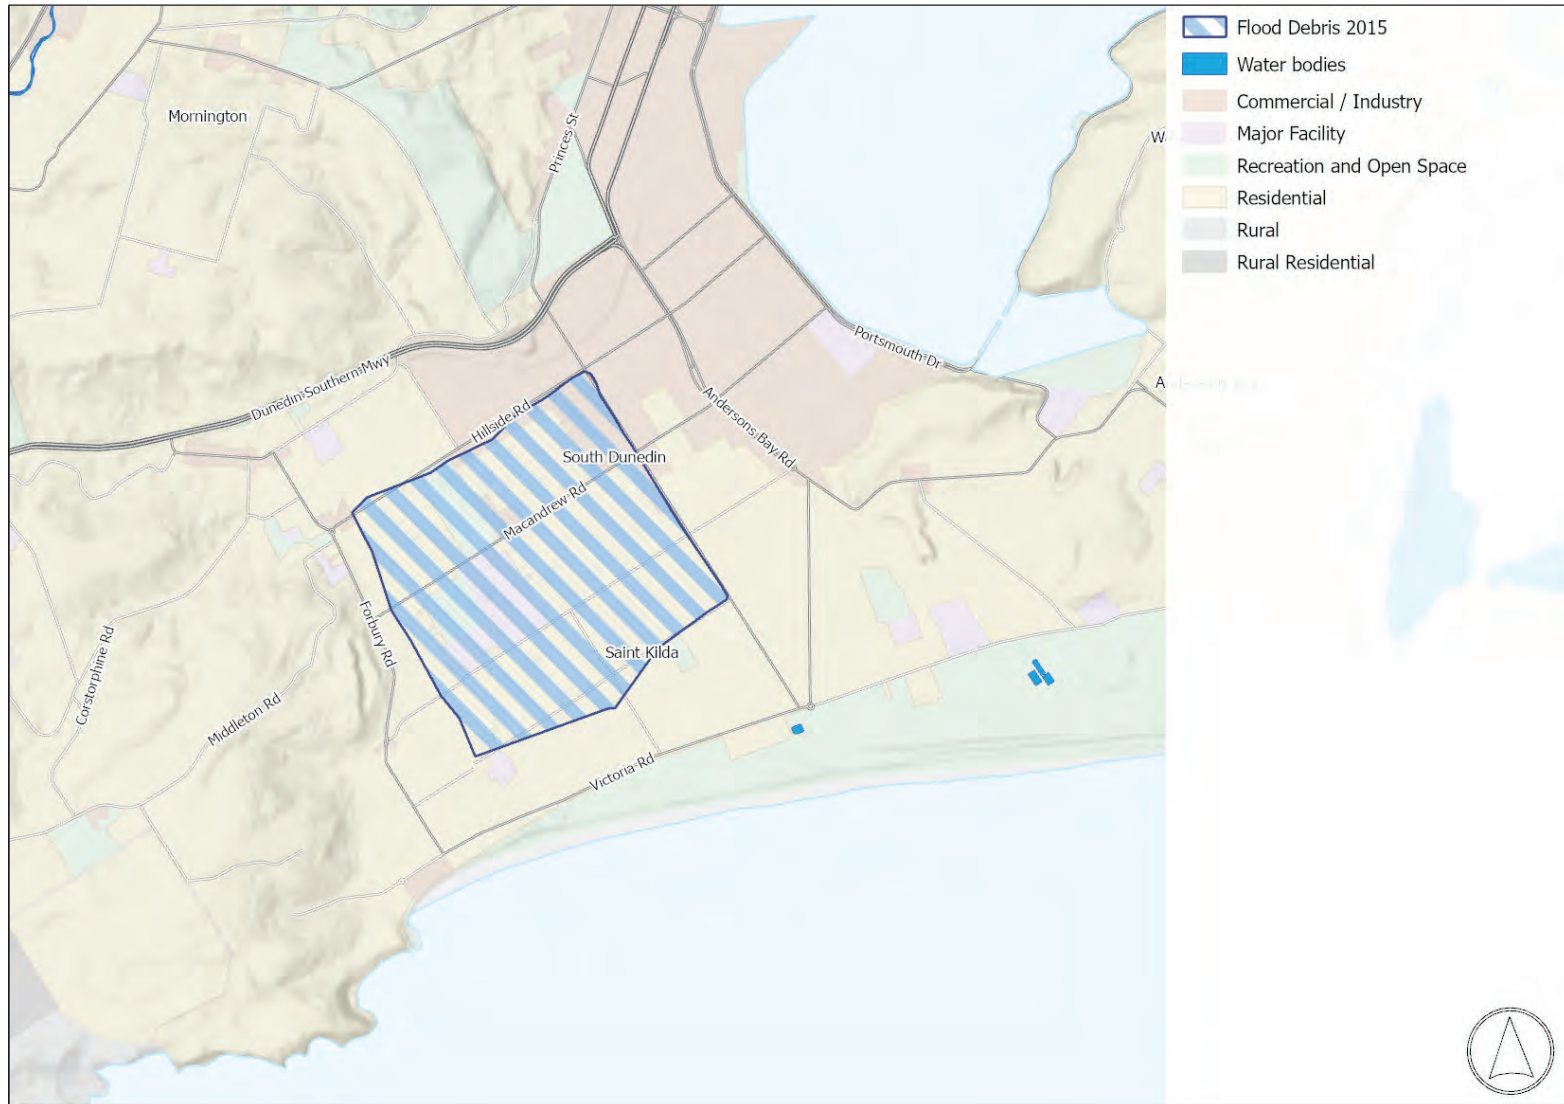 Flood Debris 2015
Water bodies
Commercial / Industry
Major Facility
Recreation and Open Space
Residential
Rural
Rural Residential
Mornington
Princes St
Dunedin Southern Mwy
Portsmouth Dr
Hillside Rd
Andersons Bay Rd
South Dunedin
Macandrew Rd
Forbury Rd
Saint Kilda
Corstorphine Rd
Middleton Rd
Victoria Rd